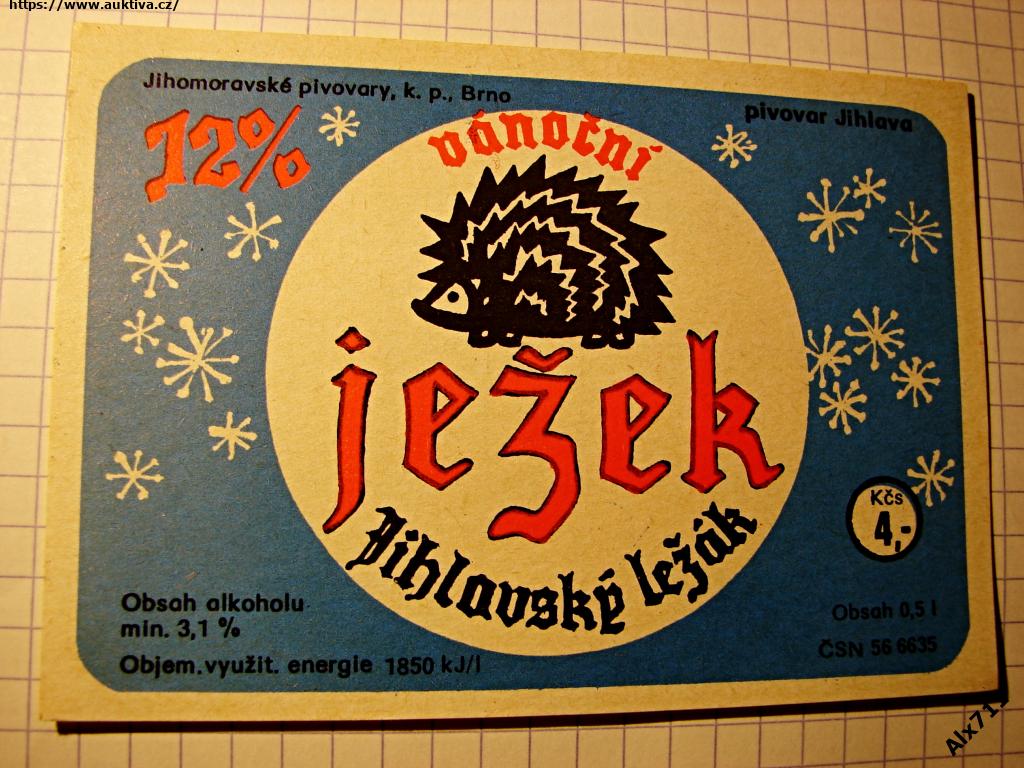 https://www.auktiva.cz/
Jihomoravské pivovary, k. p., Brno
pivovar Jihlava
12%
vánoční
ježek
Jihlavský ležák
Kčs
4,-
Obsah alkoholu
min. 3,1 %
Objem.využit. energie 1850 kJ/l
Obsah 0,5 l
ČSN 56 6635